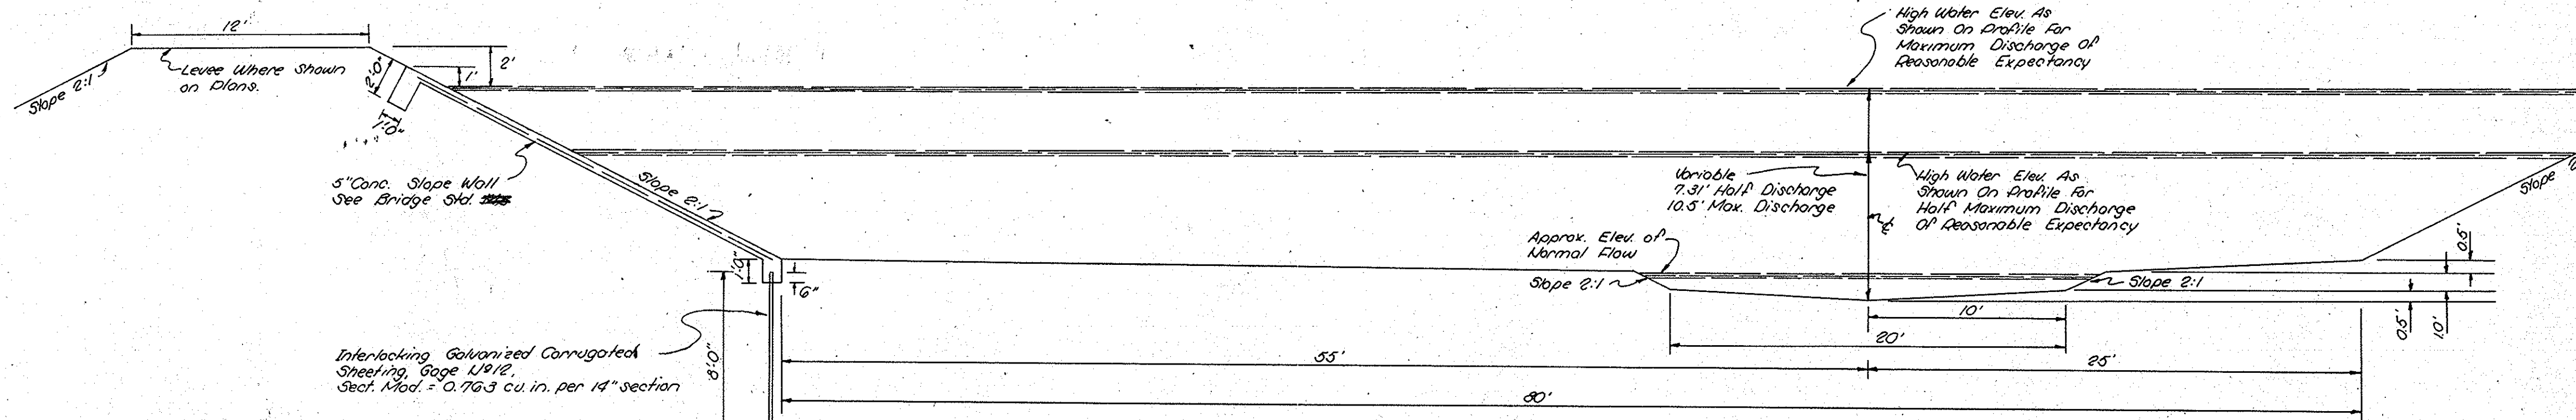 12'
Slope 2:1
Levee Where Shown
on Plans.
2'
1'
2'0"
1'0"
High Water Elev. As
Shown On Profile For
Maximum Discharge Of
Reasonable Expectancy
5" Conc. Slope Wall
See Bridge Std.
Slope 2:1
Variable
7.31' Half Discharge
10.5' Max. Discharge
High Water Elev. As
Shown On Profile For
Half Maximum Discharge
Of Reasonable Expectancy
Slope
Approx. Elev. of
Normal Flow
Slope 2:1
Slope 2:1
0.5'
1'0"
6"
10'
20'
0.5'
10'
Interlocking Galvanized Corrugated
Sheeting, Gage Nº12,
Sect. Mod. = 0.763 cu. in. per 14" section
8'0"
55'
25'
80'